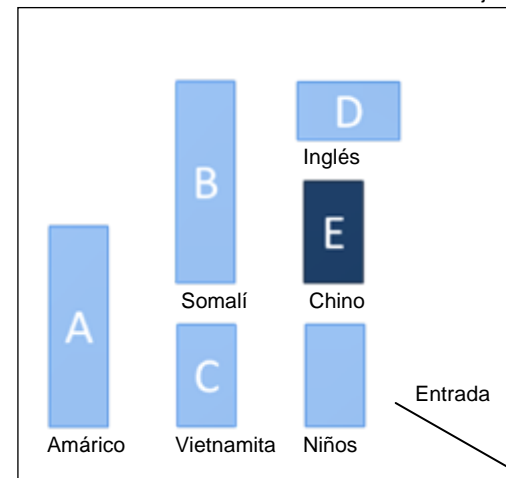 D
Inglés
B
E
Somalí
Chino
A
C
Entrada
Amárico
Vietnamita
Niños